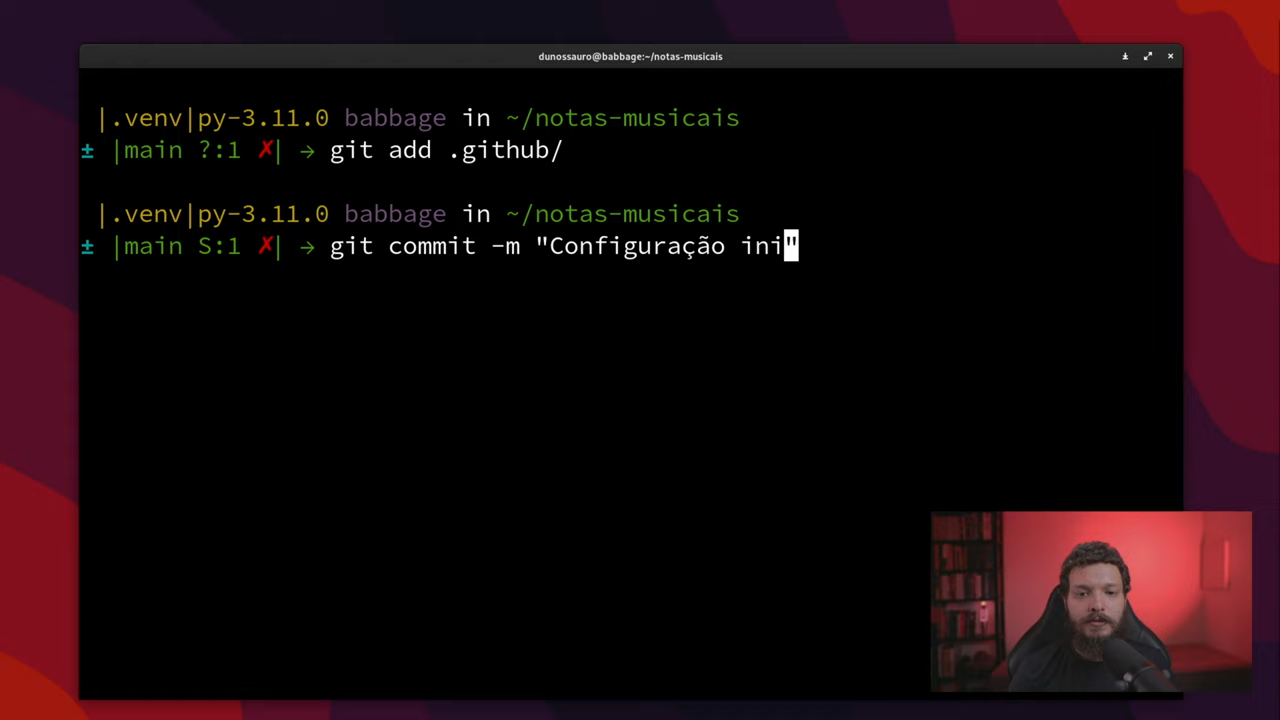 dunossauro@babbage:~/notas-musicais
|.venv|py-3.11.0 babbage in ~/notas-musicais
± |main ?:1 ✗| → git add .github/
|.venv|py-3.11.0 babbage in ~/notas-musicais
± |main S:1 ✗| → git commit -m "Configuração ini"